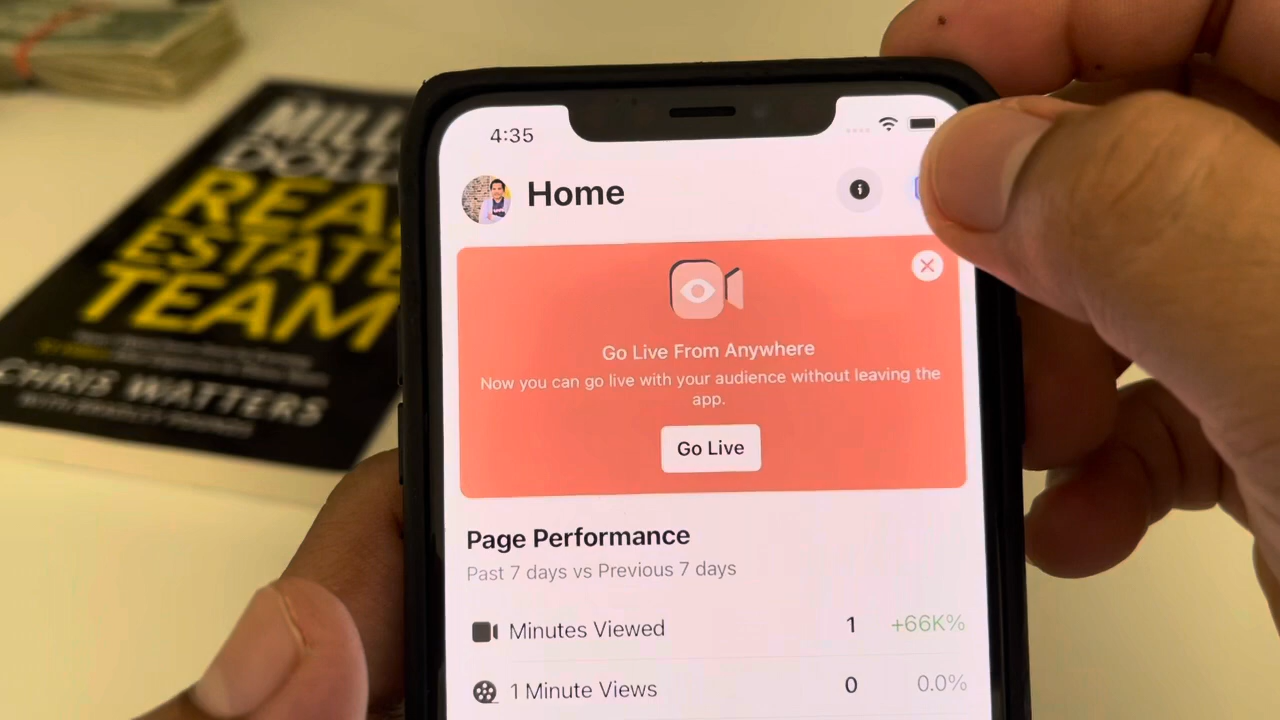 MILL
DOLL
REA
ESTATE
TEAM
CHRIS WATTERS
4:35
Home
Go Live From Anywhere
Now you can go live with your audience without leaving the
app.
Go Live
Page Performance
Past 7 days vs Previous 7 days
Minutes Viewed 1 +66K%
1 Minute Views 0 0.0%